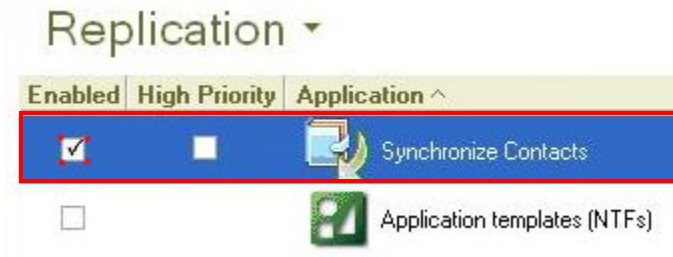 Replication
Enabled High Priority Application
Synchronize Contacts
Application templates (NTFs)